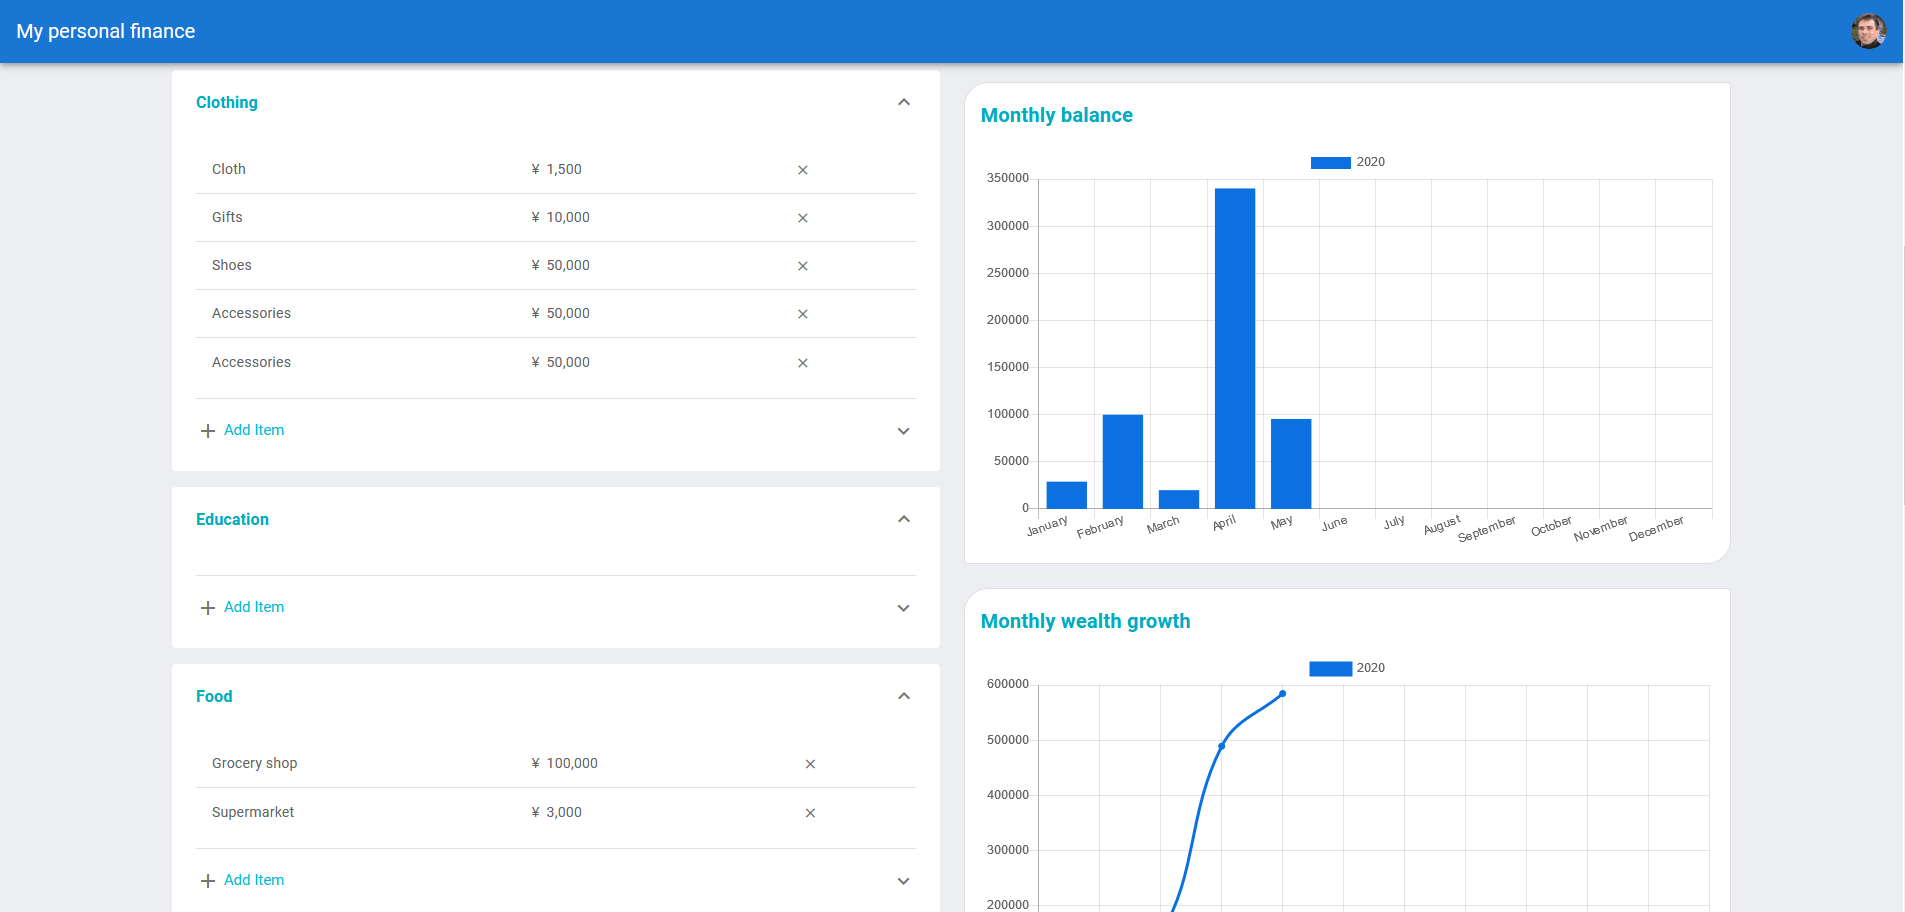 My personal finance
Clothing
Cloth ¥ 1,500
Gifts ¥ 10,000
Shoes ¥ 50,000
Accessories ¥ 50,000
Accessories ¥ 50,000
Add Item
Education
Add Item
Food
Grocery shop ¥ 100,000
Supermarket ¥ 3,000
Add Item
Monthly balance
2020
350000
300000
250000
200000
150000
100000
50000
0
January February March April May June July August September October November December
Monthly wealth growth
2020
600000
500000
400000
300000
200000